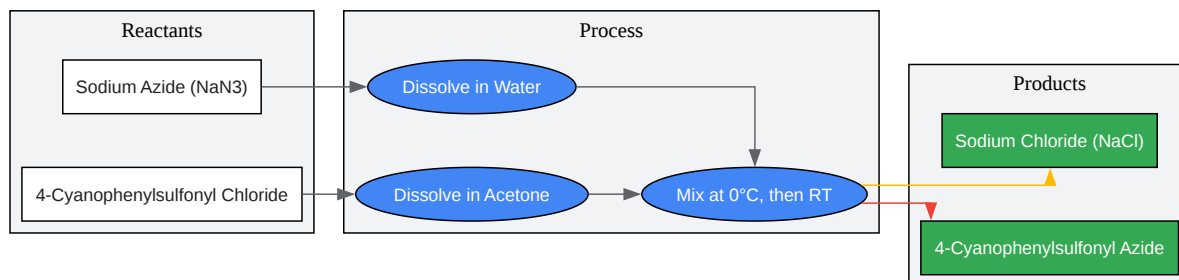 Reactants
Sodium Azide (NaN3)
4-Cyanophenylsulfonyl Chloride
Process
Dissolve in Water
Dissolve in Acetone
Mix at 0°C, then RT
Products
Sodium Chloride (NaCl)
4-Cyanophenylsulfonyl Azide